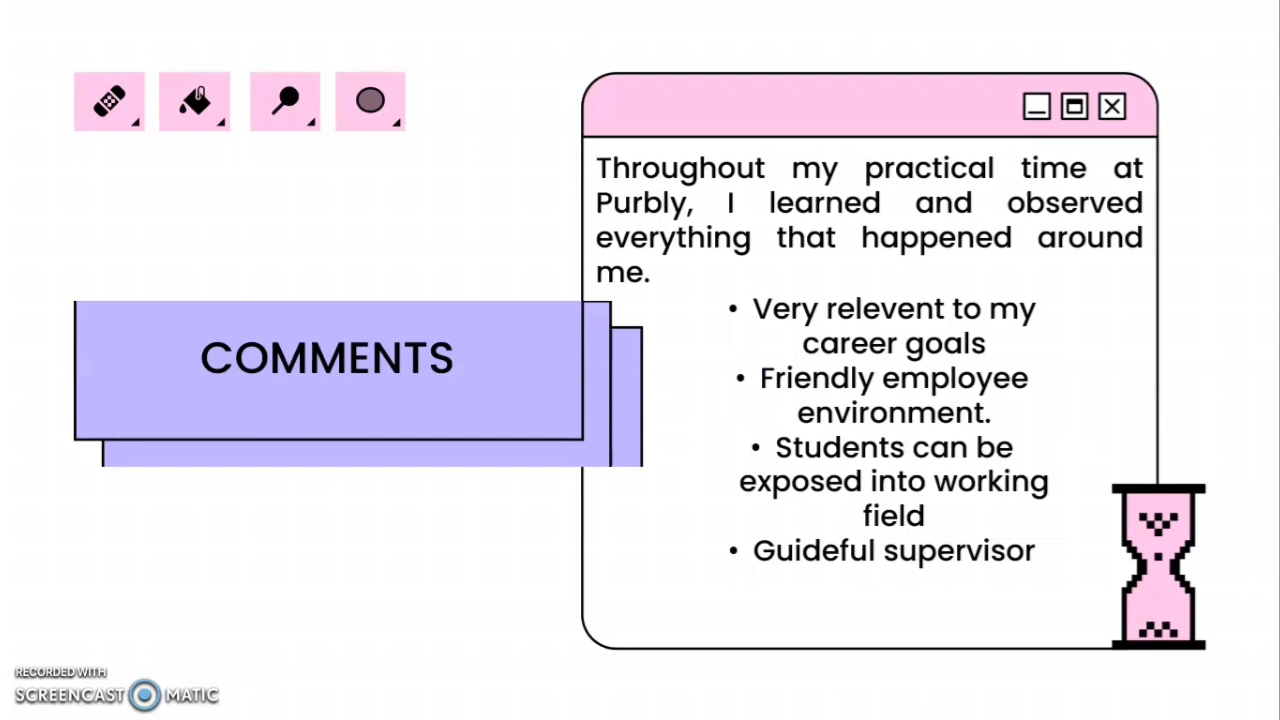 COMMENTS
Throughout my practical time at
Purbly, I learned and observed
everything that happened around
me.
• Very relevent to my
career goals
• Friendly employee
environment.
• Students can be
exposed into working
field
• Guideful supervisor
RECORDED WITH
SCREENCAST MATIC